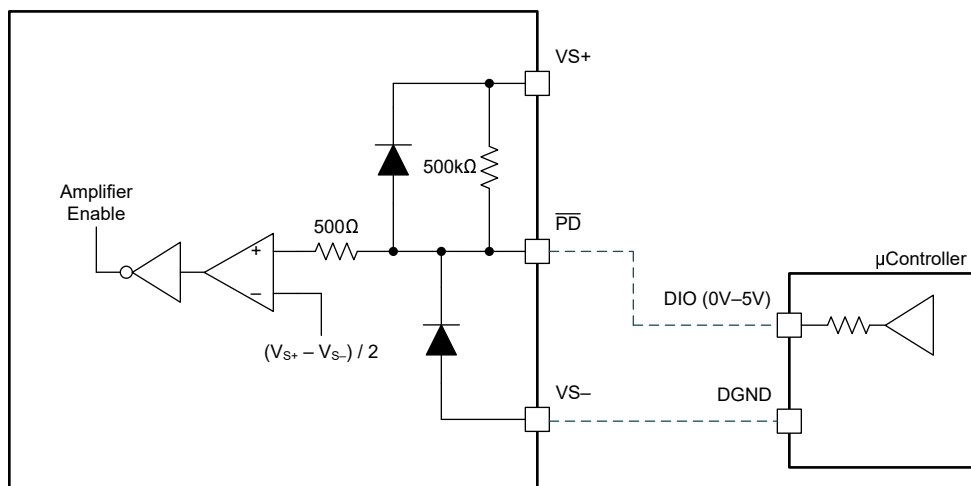 VS+
500kΩ
Amplifier
Enable
500Ω
PD
+
–
µController
DIO (0V–5V)
(VS+ – VS–) / 2
VS–
DGND